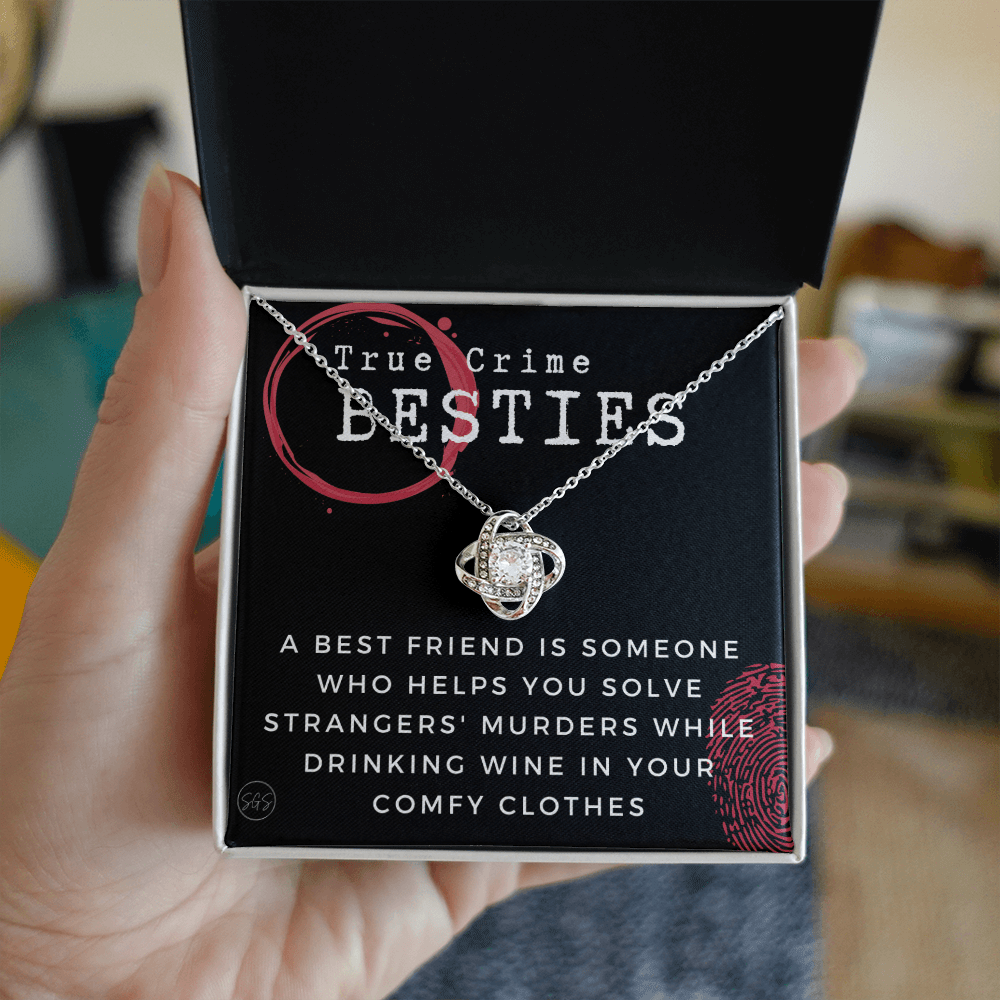 True Crime
BESTIES
A BEST FRIEND IS SOMEONE
WHO HELPS YOU SOLVE
STRANGERS' MURDERS WHILE
DRINKING WINE IN YOUR
COMFY CLOTHES
SGS